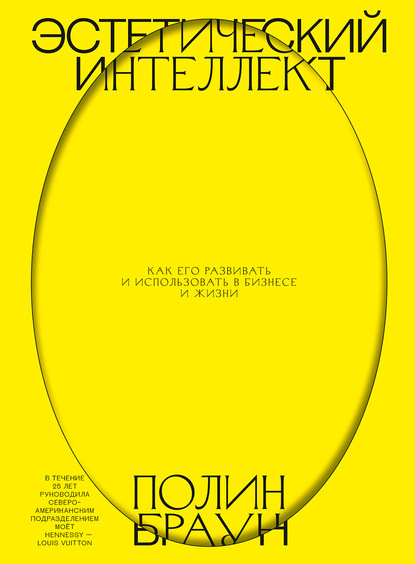 ЭСТЕТИЧЕСКИЙ
ИНТЕЛЛЕКТ
КАК ЕГО РАЗВИВАТЬ
И ИСПОЛЬЗОВАТЬ В БИЗНЕСЕ
И ЖИЗНИ
В ТЕЧЕНИЕ
25 ЛЕТ
РУКОВОДИЛА
СЕВЕРО-
АМЕРИКАНСКИМ
ПОДРАЗДЕЛЕНИЕМ
MOËT
HENNESSY —
LOUIS VUITTON
ПОЛИН
БРАУН